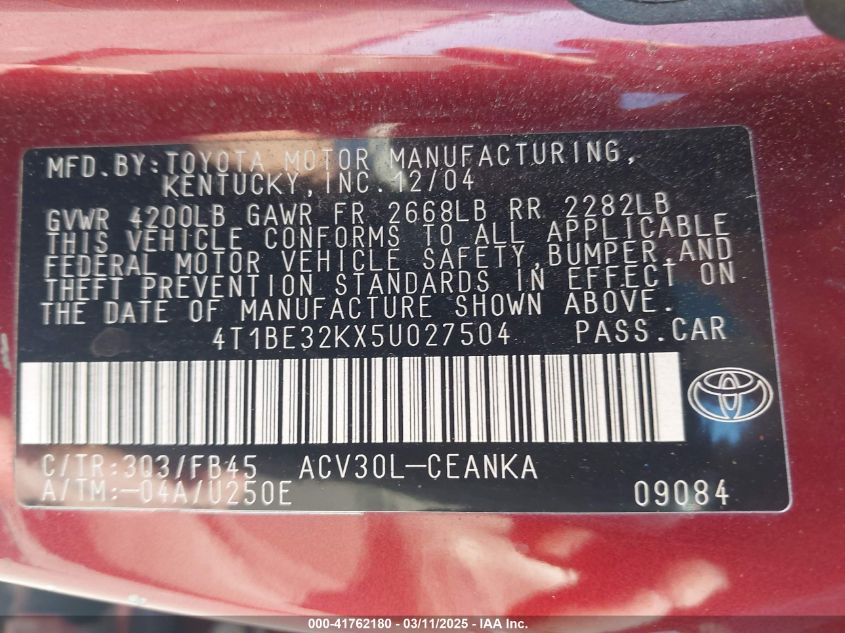 MFD.BY:TOYOTA MOTOR MANUFACTURING,
KENTUCKY, INC. 12/04
GVWR 4200LB GAWR FR 2668LB RR 2282LB
THIS VEHICLE CONFORMS TO ALL APPLICABLE
FEDERAL MOTOR VEHICLE SAFETY,BUMPER,AND
THEFT PREVENTION STANDARDS IN EFFECT ON
THE DATE OF MANUFACTURE SHOWN ABOVE.
4T1BE32KX5U027504 PASS.CAR
C/TR:3Q3/FB45 ACV30L-CEANKA
A/TM:-04A/U250E 09084
000-41762180 - 03/11/2025 - IAA Inc.